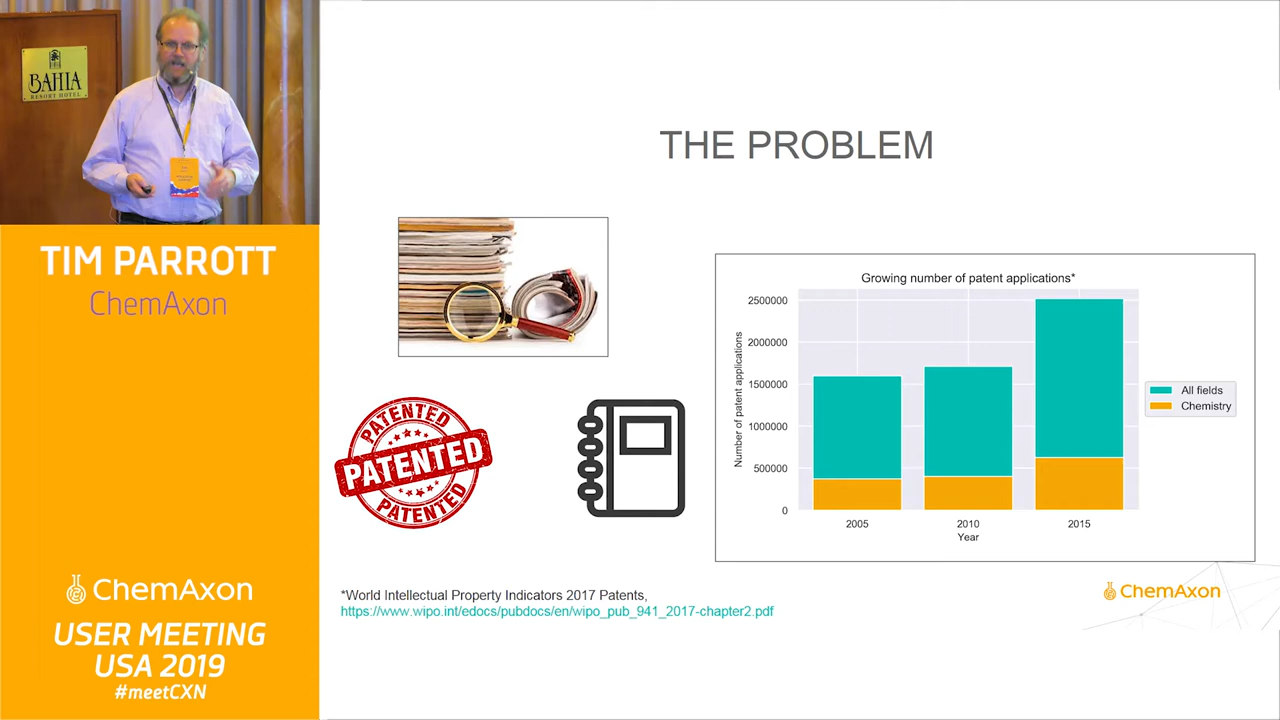 BAHIA
RESORT HOTEL
TIM PARROTT
ChemAxon
ChemAxon
USER MEETING
USA 2019
#meetCXN
THE PROBLEM
PATENTED
PATENTED
PATENTED
Growing number of patent applications*
Number of patent applications
2500000
2000000
1500000
1000000
500000
0
2005
2010
2015
Year
All fields
Chemistry
*World Intellectual Property Indicators 2017 Patents,
https://www.wipo.int/edocs/pubdocs/en/wipo_pub_941_2017-chapter2.pdf
ChemAxon